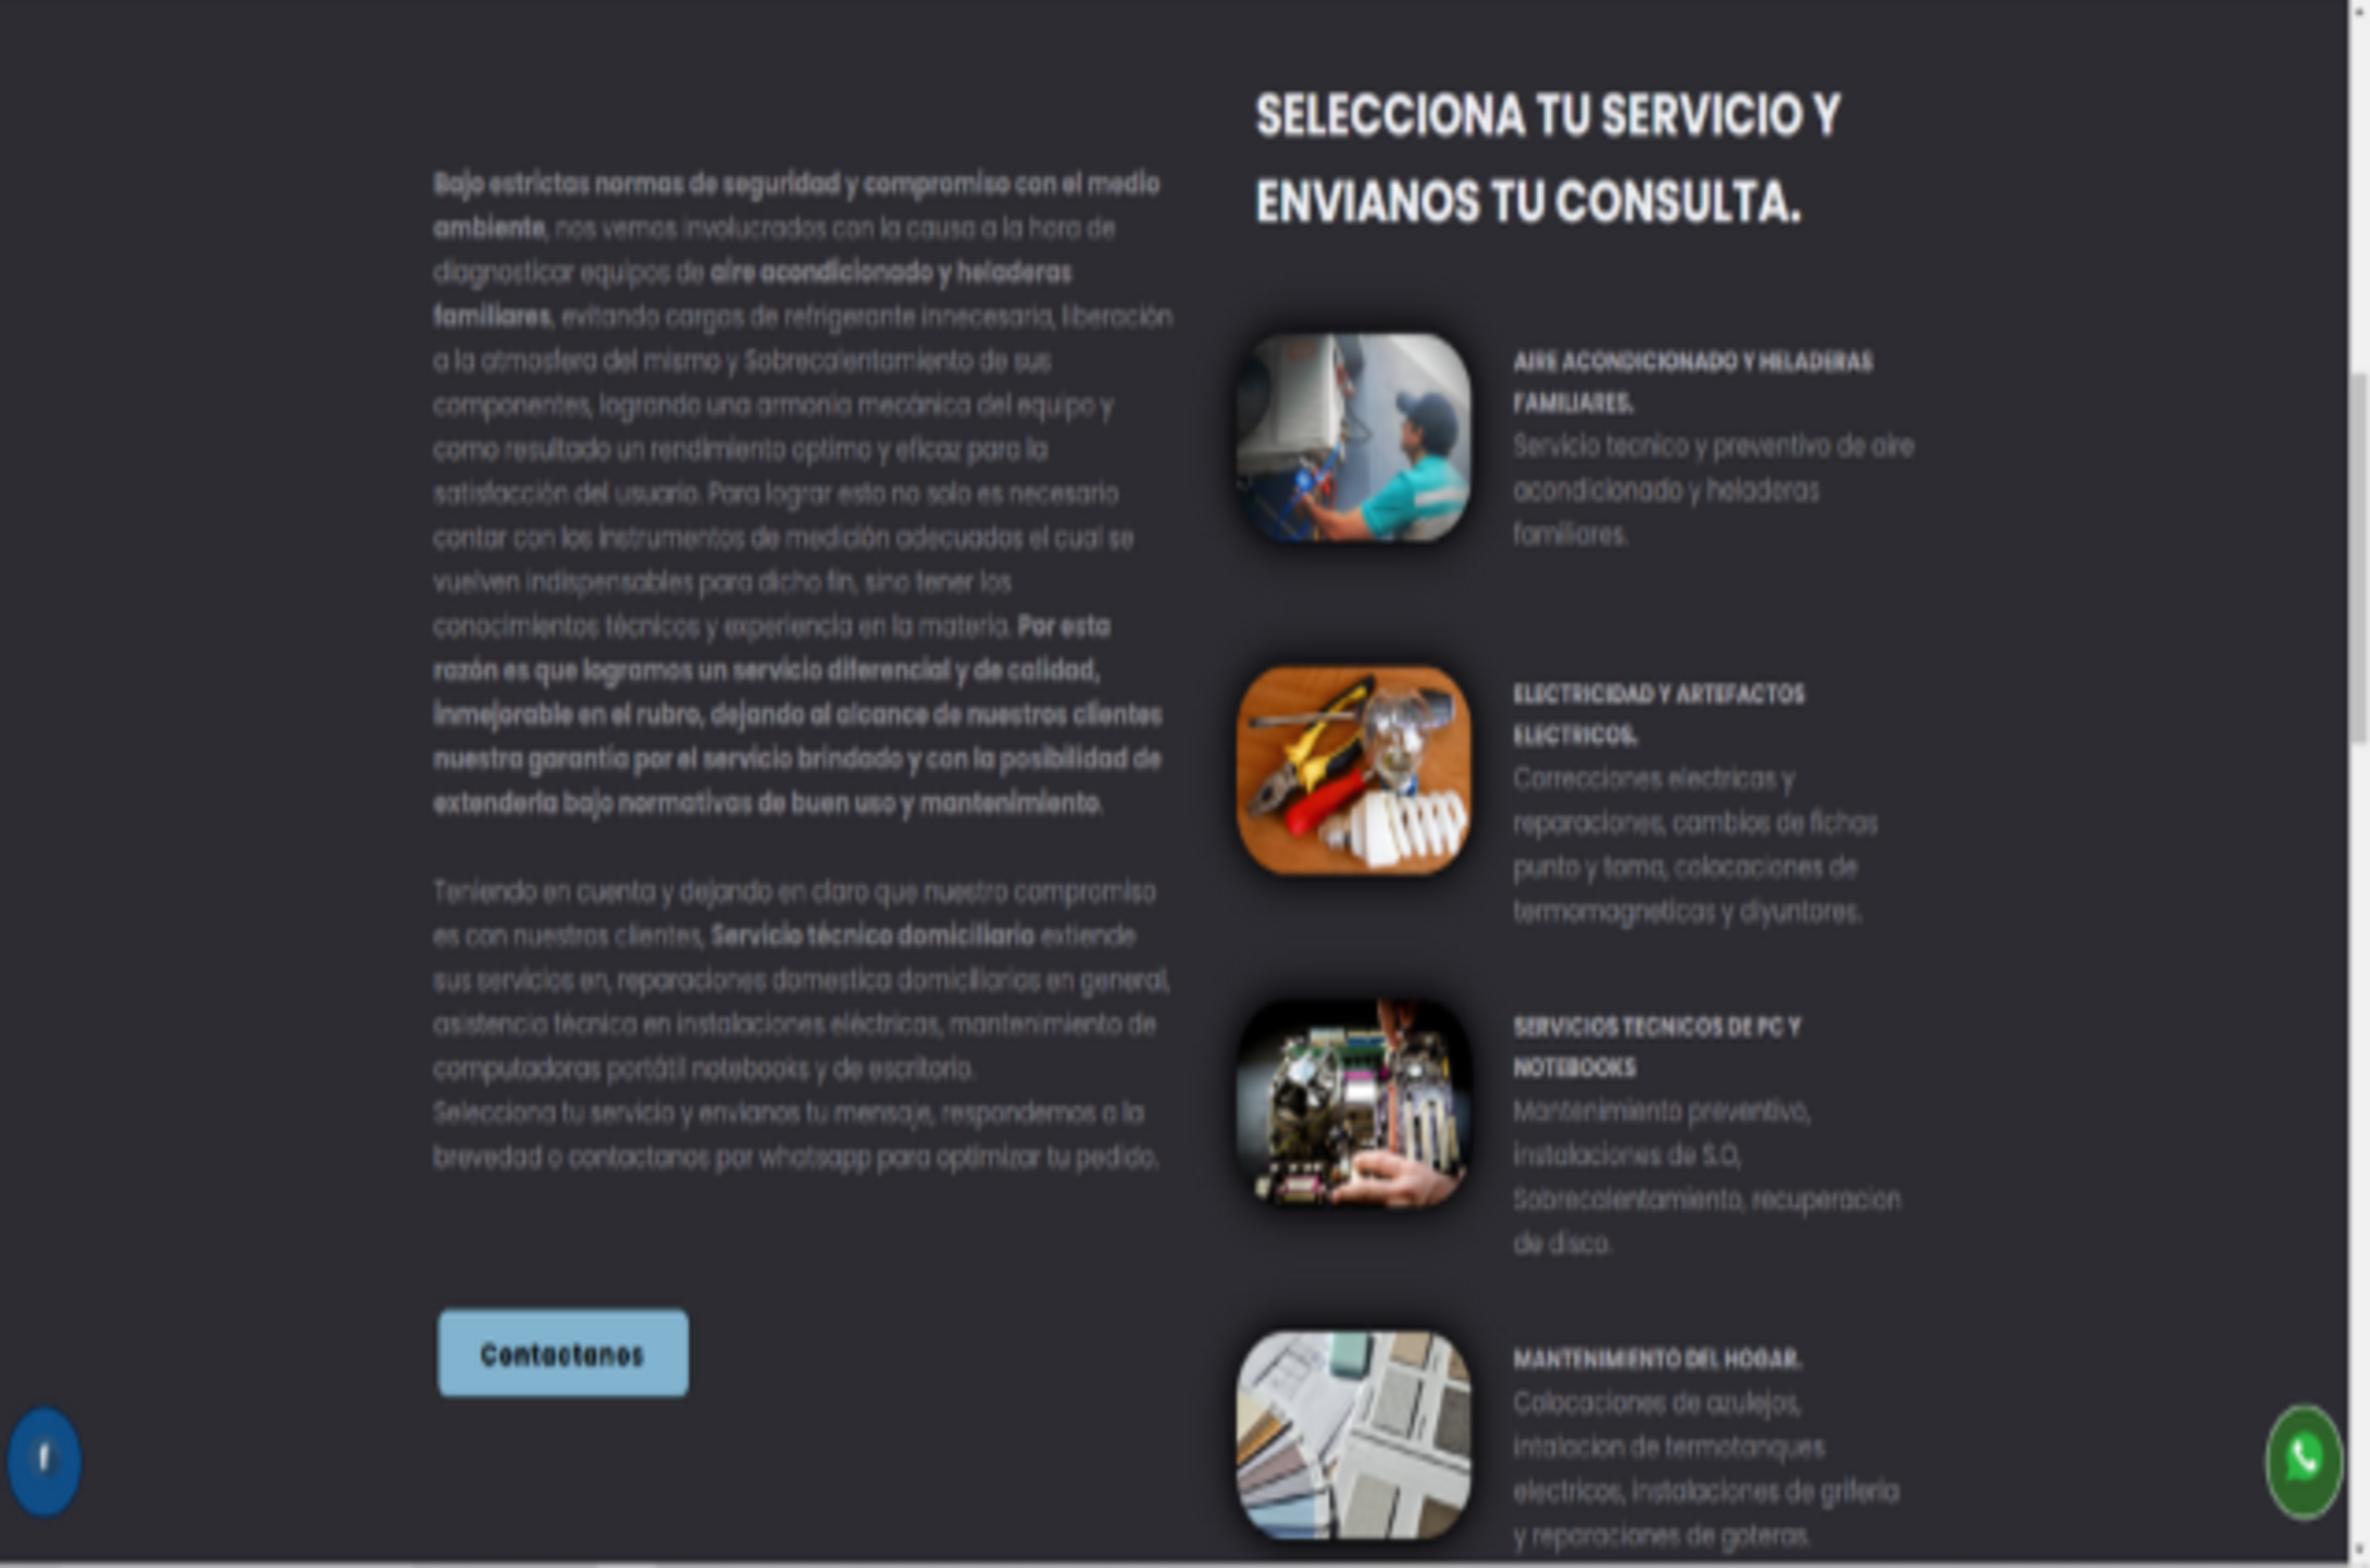 Bajo estrictas normas de seguridad y compromiso con el medio
ambiente, nos vemos involucrados con la causa a la hora de
diagnosticar equipos de aire acondicionado y heladeras
familiares, evitando cargas de refrigerante innecesaria, liberación
a la atmosfera del mismo y Sobrecalentamiento de sus
componentes, logrando una armonia mecánica del equipo y
como resultado un rendimiento optimo y eficaz para la
satisfacción del usuario. Para lograr esto no solo es necesario
contar con los instrumentos de medición adecuados el cual se
vuelven indispensables para dicho fin, sino tener los
conocimientos técnicos y experiencia en la materia. Por esta
razón es que logramos un servicio diferencial y de calidad,
inmejorable en el rubro, dejando al alcance de nuestros clientes
nuestra garantía por el servicio brindado y con la posibilidad de
extenderla bajo normativas de buen uso y mantenimiento.
Teniendo en cuenta y dejando en claro que nuestro compromiso
es con nuestros clientes, Servicio técnico domiciliario extiende
sus servicios en, reparaciones domestica domiciliarias en general,
asistencia técnica en instalaciones eléctricas, mantenimiento de
computadoras portátil notebooks y de escritorio.
Selecciona tu servicio y envianos tu mensaje, respondemos a la
brevedad o contactanos por whatsapp para optimizar tu pedido.
Contactanos
f
SELECCIONA TU SERVICIO Y
ENVIANOS TU CONSULTA.
AIRE ACONDICIONADO Y HELADERAS
FAMILIARES.
Servicio tecnico y preventivo de aire
acondicionado y heladeras
familiares.
ELECTRICIDAD Y ARTEFACTOS
ELECTRICOS.
Correcciones electricas y
reparaciones, cambios de fichas
punto y toma, colocaciones de
termomagneticas y diyuntores.
SERVICIOS TECNICOS DE PC Y
NOTEBOOKS
Mantenimiento preventivo,
instalaciones de S.O,
Sobrecalentamiento, recuperacion
de disco.
MANTENIMIENTO DEL HOGAR.
Colocaciones de azulejos,
intalacion de termotanques
electricos, instalaciones de griferia
y reparaciones de goteras.